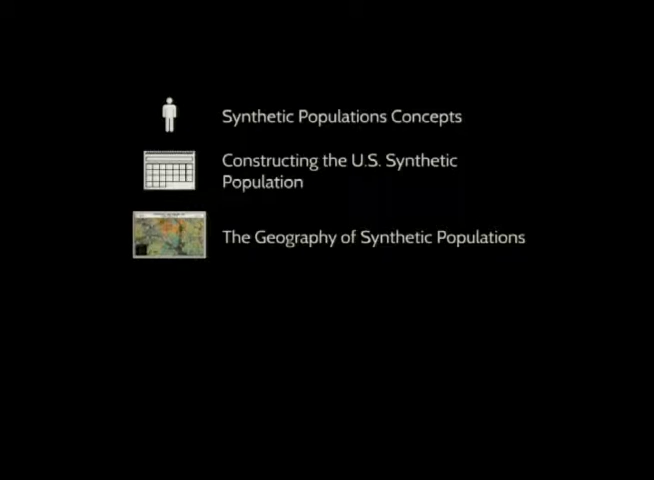 Synthetic Populations Concepts
Constructing the U.S. Synthetic
Population
The Geography of Synthetic Populations